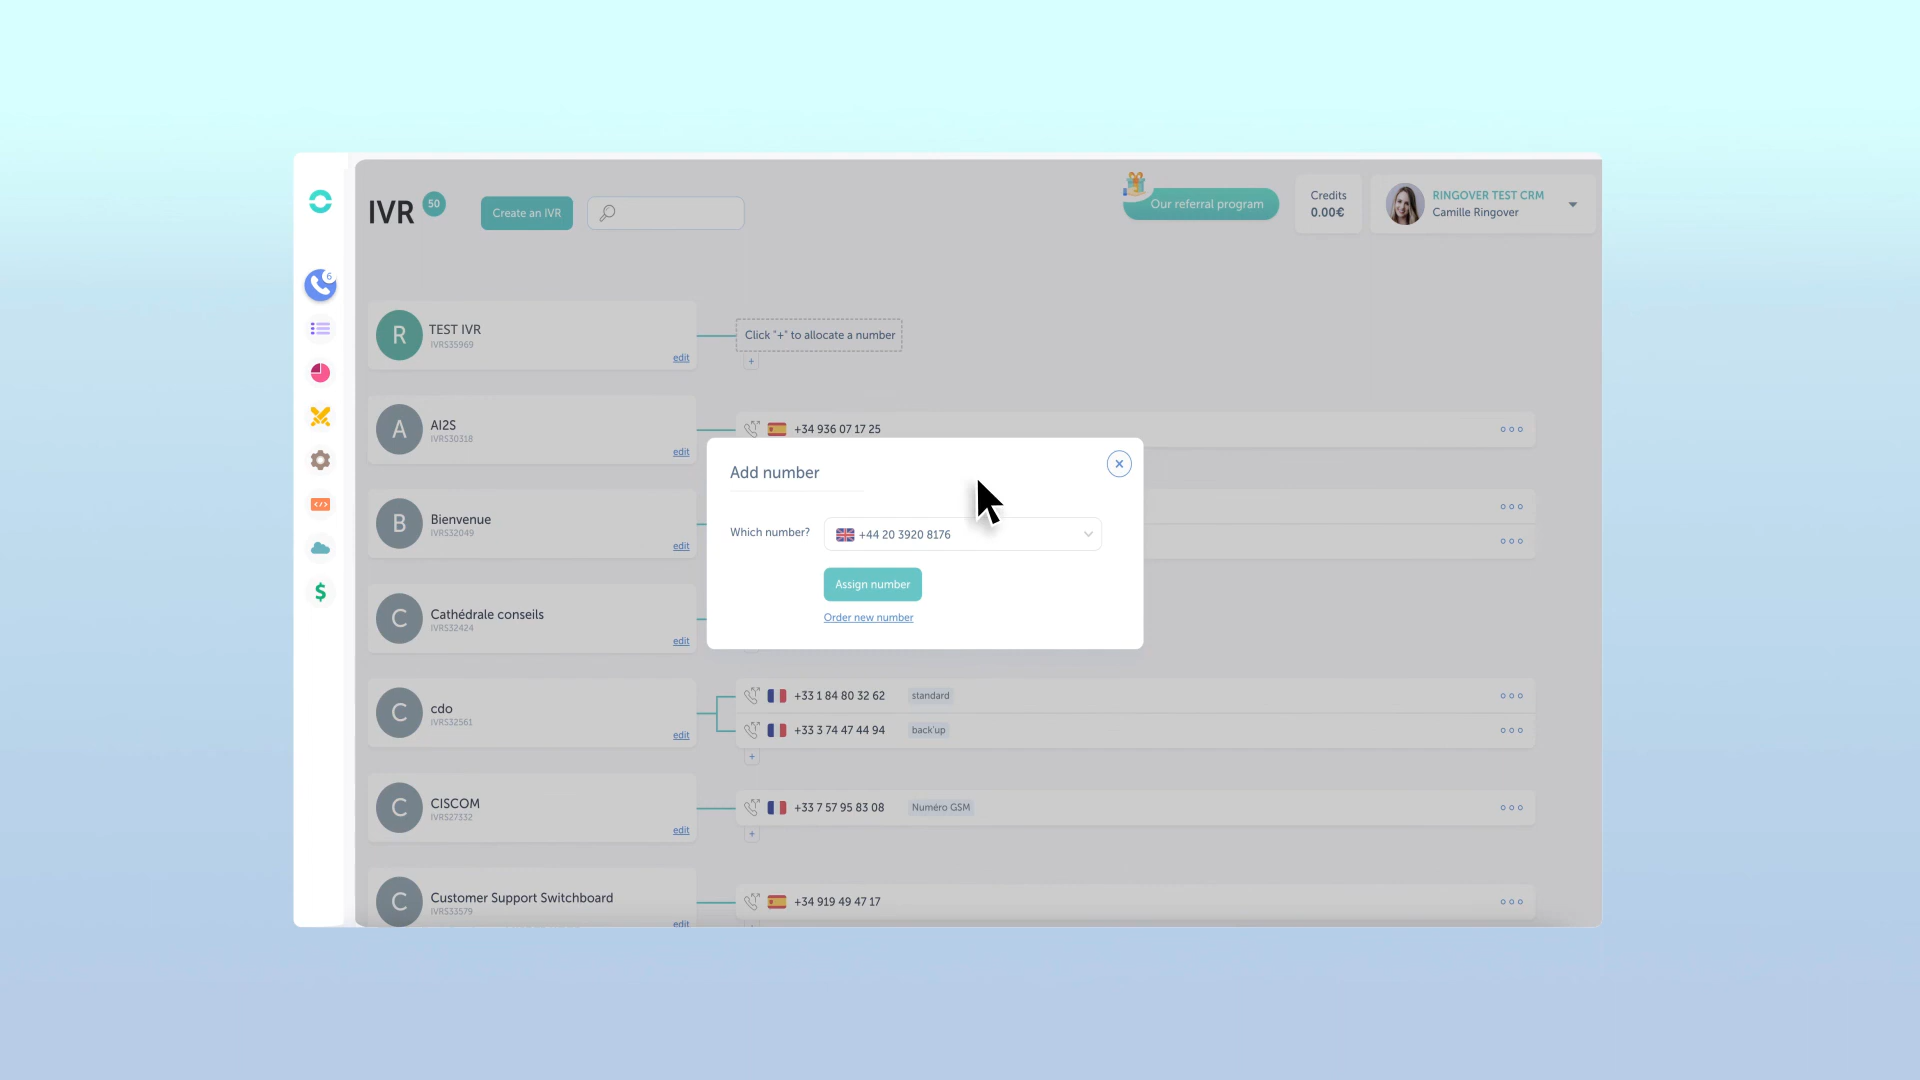 IVR 50
Create an IVR
Our referral program
Credits
0.00€
RINGOVER TEST CRM
Camille Ringover
6
R
TEST IVR
IVRS35969
edit
Click "+" to allocate a number
+
A
AI2S
IVRS30318
edit
+34 936 07 17 25
Add number
Which number?
+44 20 3920 8176
Assign number
Order new number
B
Bienvenue
IVRS32049
edit
C
Cathédrale conseils
IVRS32424
edit
C
cdo
IVRS32561
edit
+33 1 84 80 32 62 standard
+33 3 74 47 44 94 back'up
+
C
CISCOM
IVRS27332
edit
+33 7 57 95 83 08 Numéro GSM
+
C
Customer Support Switchboard
IVRS33579
edit
+34 919 49 47 17